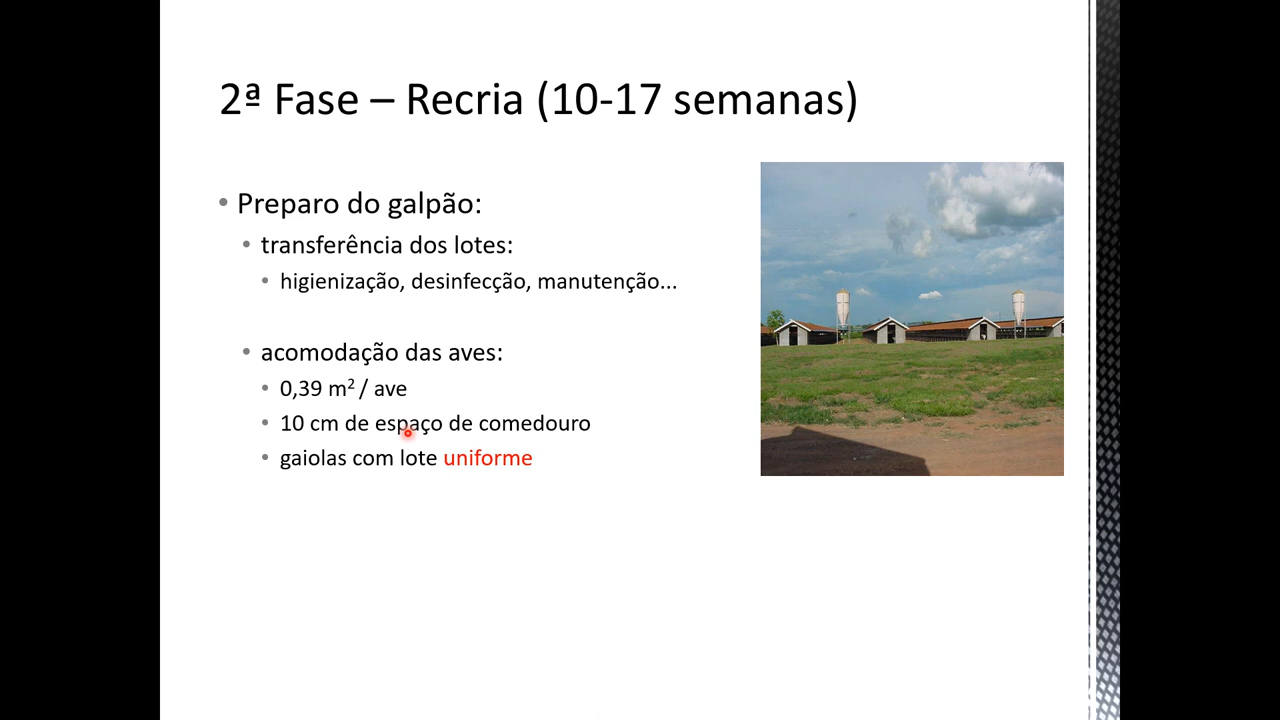 2ª Fase – Recria (10-17 semanas)
• Preparo do galpão:
• transferência dos lotes:
• higienização, desinfecção, manutenção...
• acomodação das aves:
• 0,39 m² / ave
• 10 cm de espaço de comedouro
• gaiolas com lote uniforme